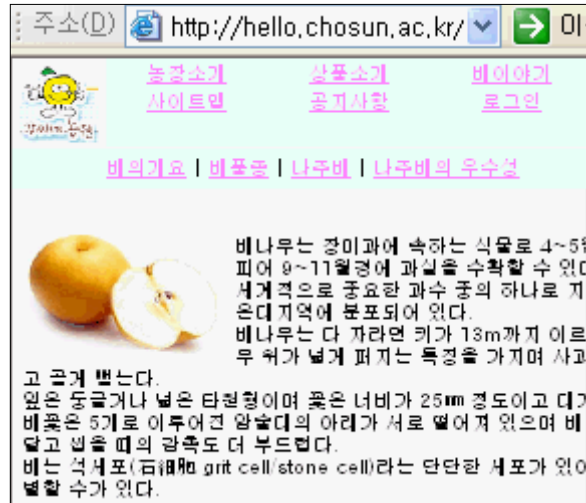 주소(D) http://hello.chosun.ac.kr/ 이
농장소개 상품소개 배이야기
사이트맵 공지사항 로그인
배의개요 | 배품종 | 나주배 | 나주배의 우수성
배나무는 장미과에 속하는 식물로 4~5월
피어 9~11월경에 과실을 수확할 수 있다
세계적으로 중요한 과수 중의 하나로 지
온대지역에 분포되어 있다.
배나무는 다 자라면 키가 13m까지 이르
무 위가 넓게 퍼지는 특징을 가지며 사과
고 곧게 뻗는다.
잎은 둥글거나 넓은 타원형이며 꽃은 너비가 25㎜ 정도이고 대개
배꽃은 5개로 이루어진 암술대의 아래가 서로 떨어져 있으며 배
달고 씹을 때의 감촉도 더 부드럽다.
배는 석세포(石細胞 grit cell/stone cell)라는 단단한 세포가 있어
별할 수가 있다.